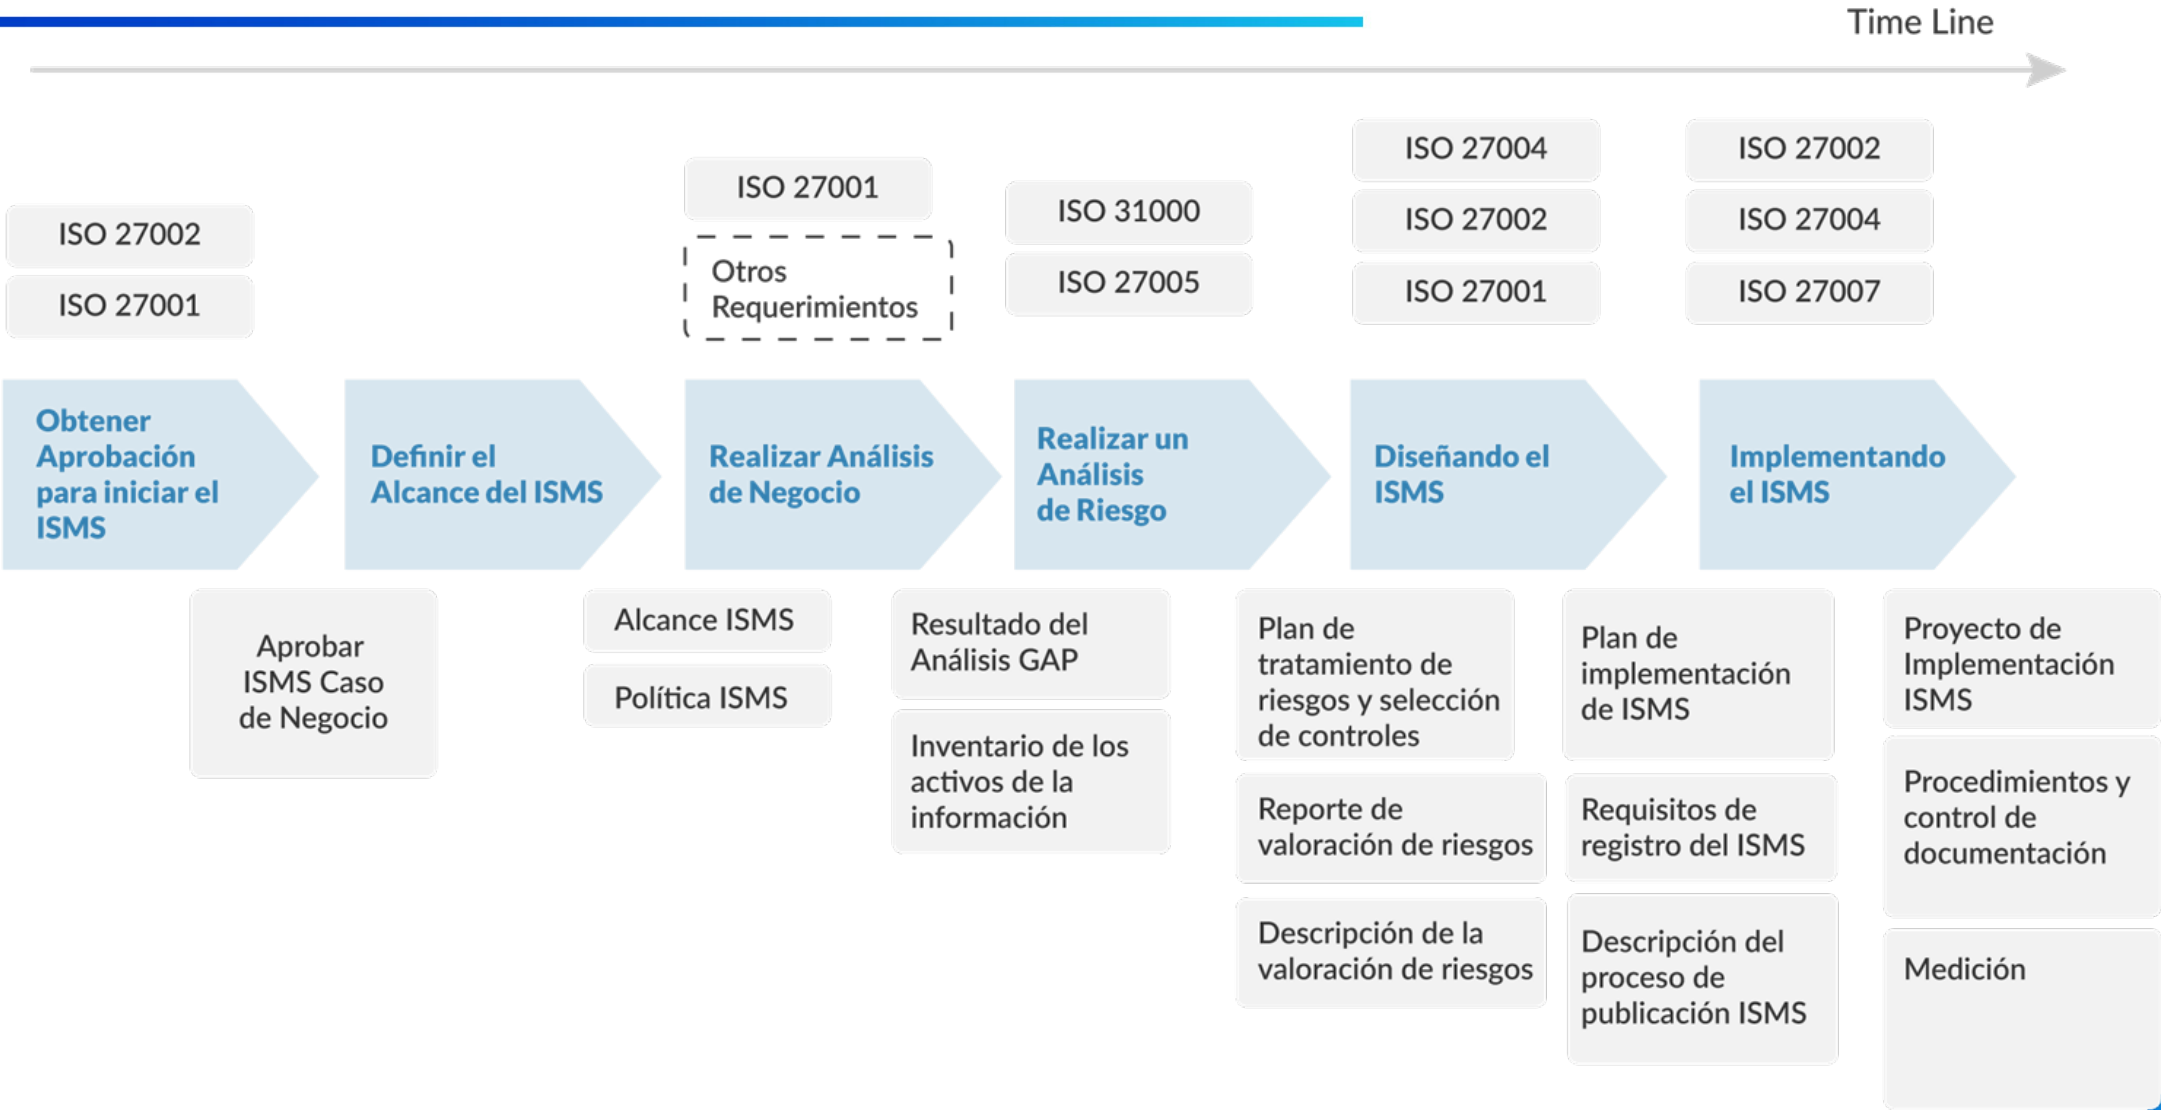 Time Line
ISO 27002
ISO 27001
ISO 27001
Otros
Requerimientos
ISO 31000
ISO 27005
ISO 27004
ISO 27002
ISO 27001
ISO 27002
ISO 27004
ISO 27007
Obtener
Aprobación
para iniciar el
ISMS
Definir el
Alcance del ISMS
Realizar Análisis
de Negocio
Realizar un
Análisis
de Riesgo
Diseñando el
ISMS
Implementando
el ISMS
Aprobar
ISMS Caso
de Negocio
Alcance ISMS
Política ISMS
Resultado del
Análisis GAP
Inventario de los
activos de la
información
Plan de
tratamiento de
riesgos y selección
de controles
Reporte de
valoración de riesgos
Descripción de la
valoración de riesgos
Plan de
implementación
de ISMS
Requisitos de
registro del ISMS
Descripción del
proceso de
publicación ISMS
Proyecto de
Implementación
ISMS
Procedimientos y
control de
documentación
Medición